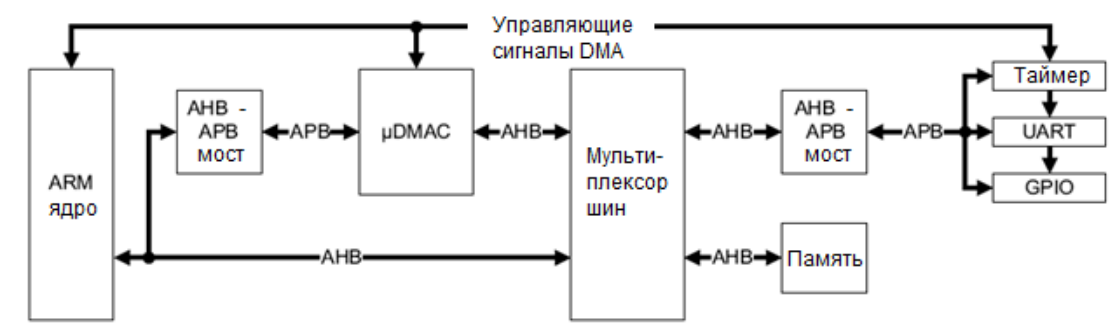 Управляющие
сигналы DMA
ARM
ядро
AHB -
APB
мост
APB
µDMAC
AHB
Мульти-
плексор
шин
AHB
AHB -
APB
мост
APB
Таймер
UART
GPIO
AHB
AHB
Память